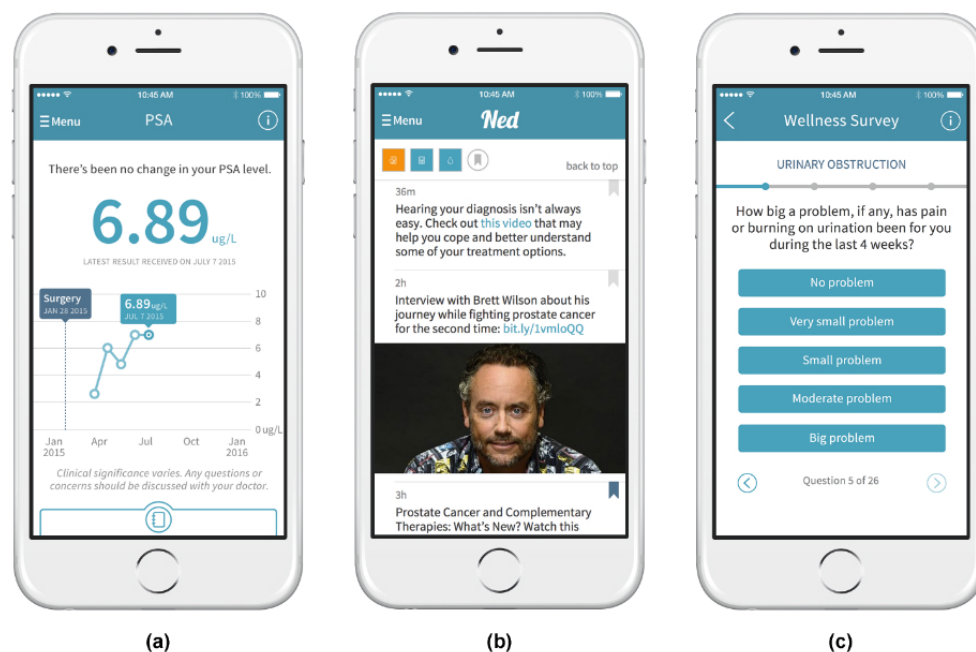 10:45 AM
100%
Menu
PSA
There's been no change in your PSA level.
6.89 ug/L
LATEST RESULT RECEIVED ON JULY 7 2015
Surgery
JAN 28 2015
6.89 ug/L
JUL 7 2015
10
8
6
4
2
0 ug/L
Jan
2015
Apr
Jul
Oct
Jan
2016
Clinical significance varies. Any questions or
concerns should be discussed with your doctor.
(a)
10:45 AM
100%
Menu
Ned
back to top
36m
Hearing your diagnosis isn't always
easy. Check out this video that may
help you cope and better understand
some of your treatment options.
2h
Interview with Brett Wilson about his
journey while fighting prostate cancer
for the second time: bit.ly/1vmloQQ
3h
Prostate Cancer and Complementary
Therapies: What's New? Watch this
(b)
10:45 AM
100%
Wellness Survey
URINARY OBSTRUCTION
How big a problem, if any, has pain
or burning on urination been for you
during the last 4 weeks?
No problem
Very small problem
Small problem
Moderate problem
Big problem
Question 5 of 26
(c)